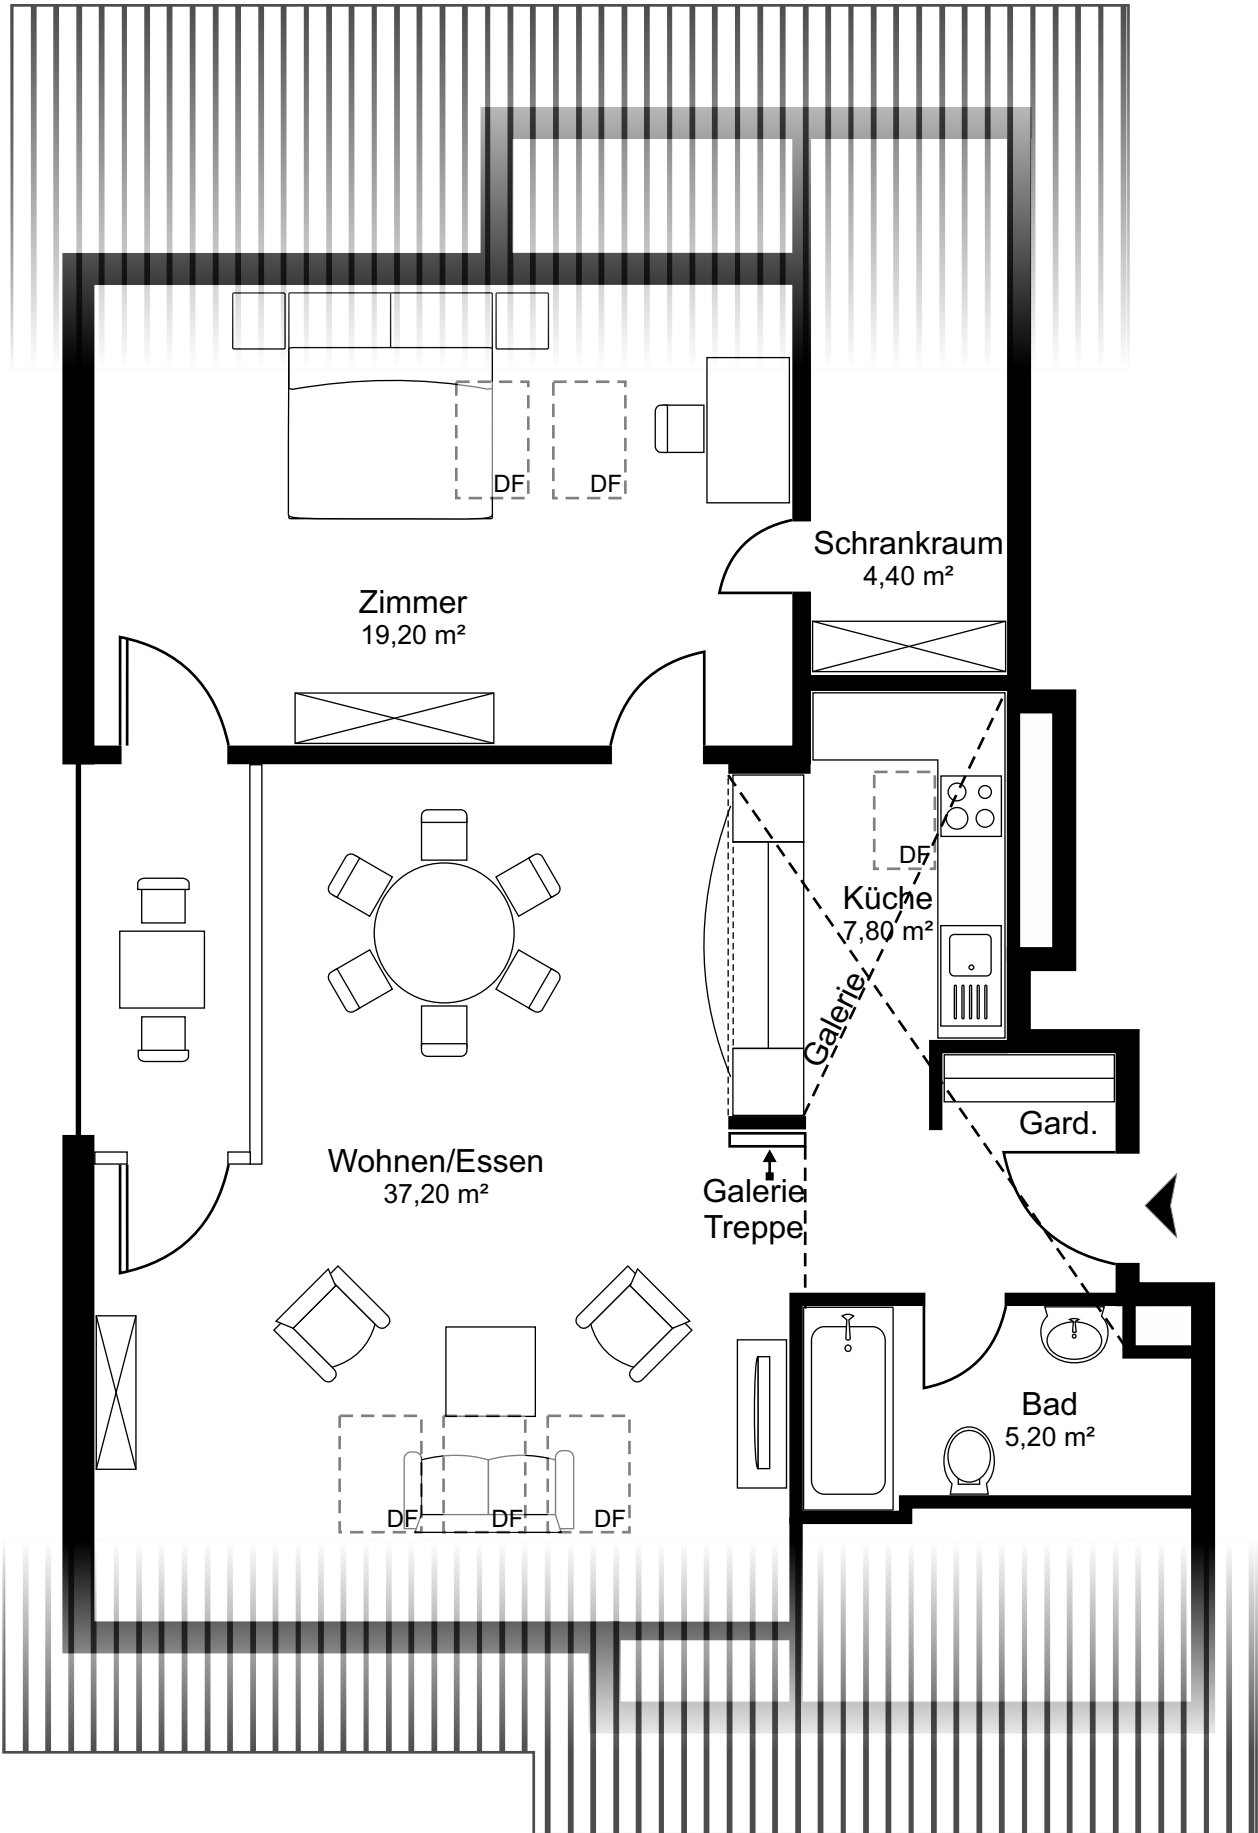 DF
DF
Schrankraum
4,40 m²
Zimmer
19,20 m²
DF
Küche
7,80 m²
Galerie
Gard.
Wohnen/Essen
37,20 m²
Galerie
Treppe
Bad
5,20 m²
DF
DF
DF